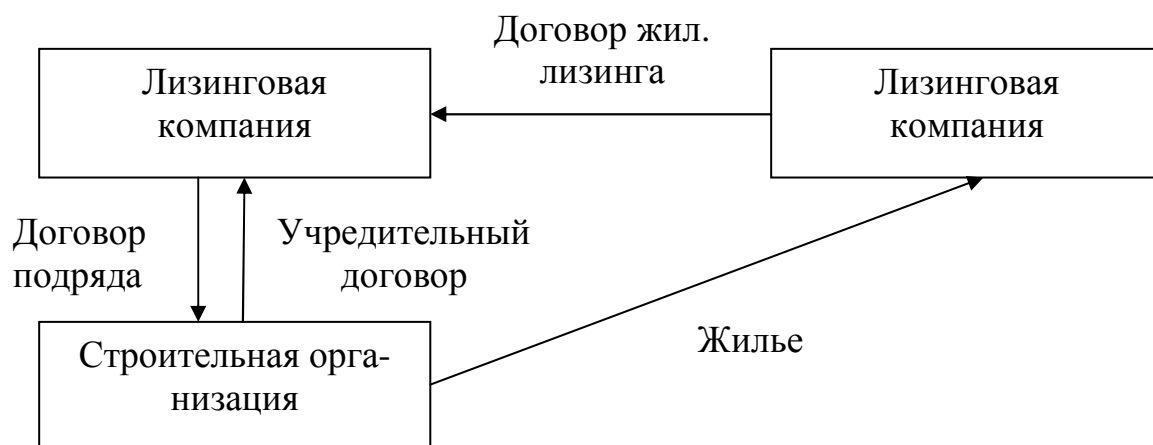 Договор жил.
лизинга
Лизинговая
компания
Лизинговая
компания
Договор
подряда
Учредительный
договор
Жилье
Строительная орга-
низация